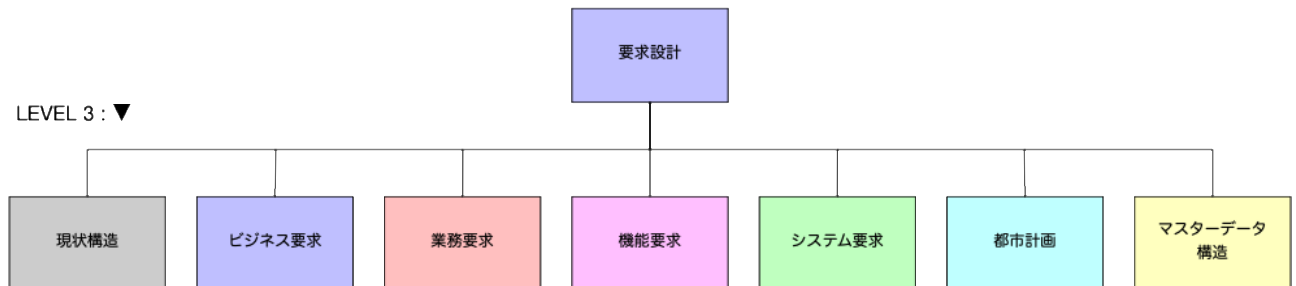 要求設計
LEVEL 3 : ▼
現状構造
ビジネス要求
業務要求
機能要求
システム要求
都市計画
マスターデータ
構造